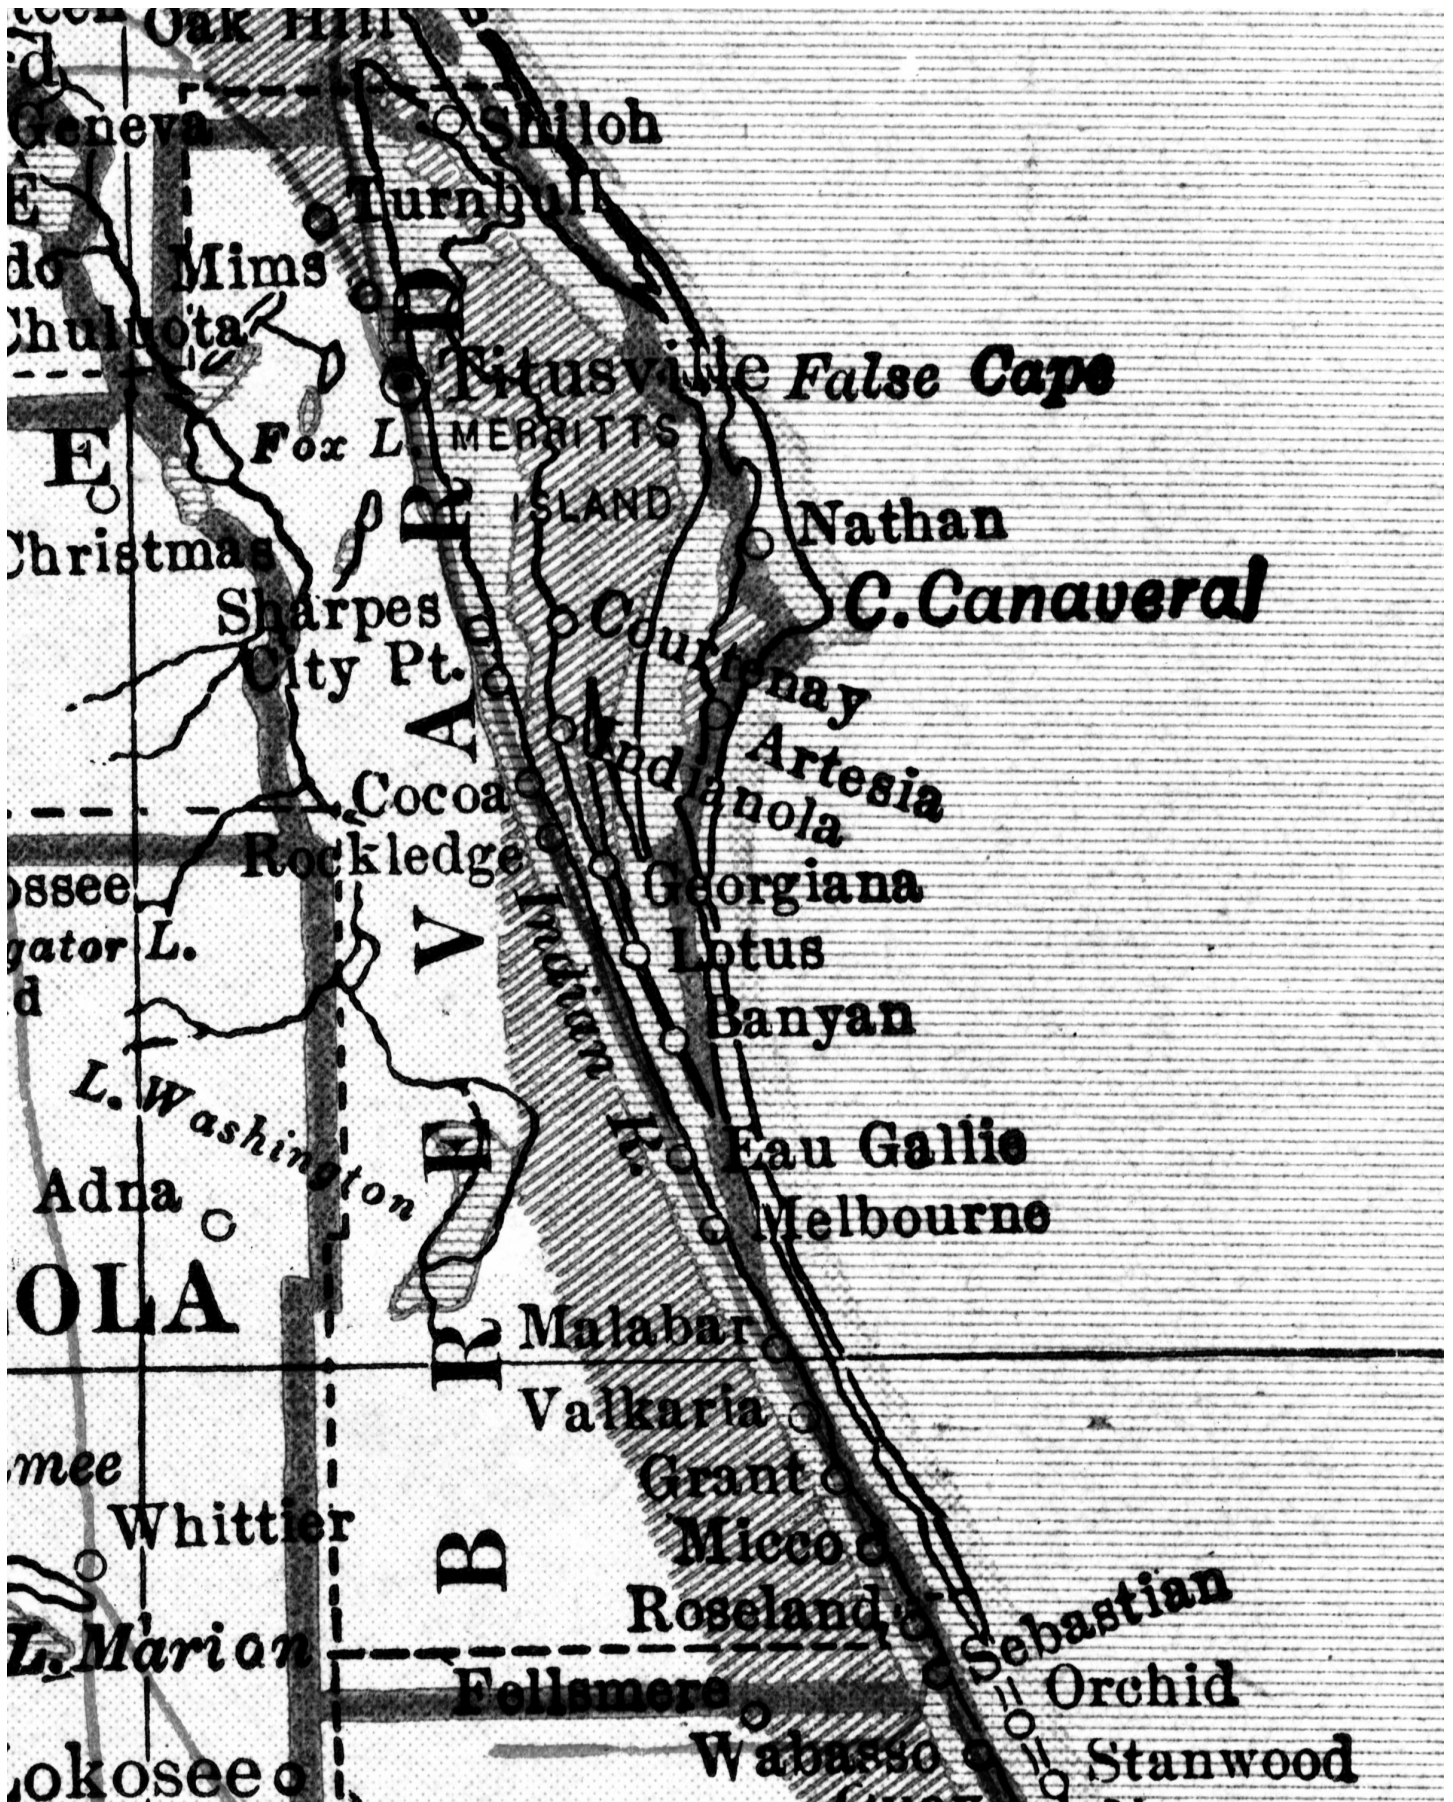 Oak Hill
Geneva
Shiloh
Turnbull
Mims
Chuluota
Titusville
False Cape
Fox L.
MERRITTS
ISLAND
E
Nathan
Christmas
C. Canaveral
Sharpes
Courtenay
City Pt.
Artesia
Indianola
Cocoa
Rockledge
Georgiana
L.
Lotus
Indian R.
Banyan
L. Washington
Eau Gallie
Adna
Melbourne
OLA
Malabar
Valkaria
Grant
Whittier
Micco
Roseland
Sebastian
L. Marion
Fellsmere
Orchid
Wabasso
Stanwood
BREVARD